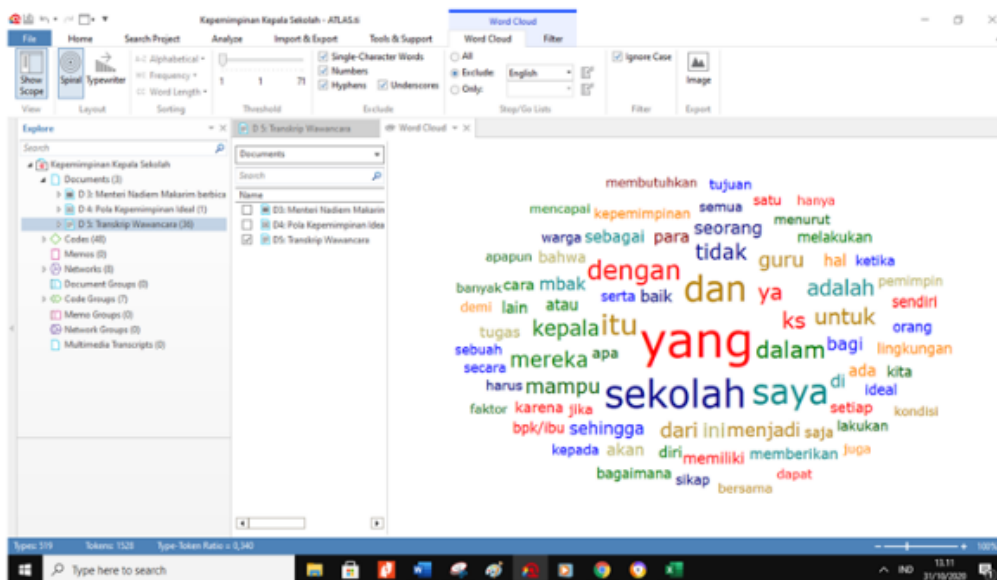 Kepemimpinan Kepala Sekolah - ATLAS.ti
Word Cloud
File Home Search Project Analyze Import & Export Tools & Support Word Cloud Filter
Show Scope
Spiral Typewriter
A-Z Alphabetical
Frequency
Word Length
1 1 71
Single-Character Words
Numbers
Hyphens Underscores
All
Exclude: English
Only:
Ignore Case
Image
View Layout Sorting Threshold Exclude Stop/Go Lists Filter Export
Explore
Search
Kepemimpinan Kepala Sekolah
Documents (3)
D 3: Menteri Nadiem Makarim berbica
D 4: Pola Kepemimpinan Ideal (1)
D 5: Transkrip Wawancara (36)
Codes (48)
Memos (0)
Networks (0)
Document Groups (0)
Code Groups (7)
Memo Groups (0)
Network Groups (0)
Multimedia Transcripts (0)
D 5: Transkrip Wawancara
Word Cloud
Documents
Search
Name
D3: Menteri Nadiem Makarim
D4: Pola Kepemimpinan Idea
D5: Transkrip Wawancara
membutuhkan tujuan
mencapai kepemimpinan semua satu hanya
warga sebagai para seorang menurut
apapun bahwa tidak melakukan
dengan guru hal ketika
banyak cara mbak dan ya adalah pemimpin
demi lain atau serta baik sendiri
tugas kepala itu yang ks untuk orang
sebuah mereka apa dalam bagi lingkungan
secara ada kita
harus mampu sekolah saya di ideal
faktor karena jika setiap kondisi
bpk/ibu sehingga dari ini menjadi saja lakukan
kepada akan diri memiliki memberikan juga
bagaimana sikap dapat
bersama
Types: 519 Tokens: 1528 Type-Token Ratio = 0,340
100%
Type here to search
IND
13.11
31/10/2020